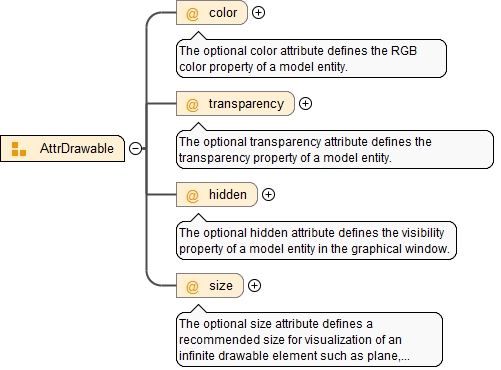 @ color
The optional color attribute defines the RGB
color property of a model entity.
@ transparency
The optional transparency attribute defines the
transparency property of a model entity.
AttrDrawable
@ hidden
The optional hidden attribute defines the visibility
property of a model entity in the graphical window.
@ size
The optional size attribute defines a
recommended size for visualization of an
infinite drawable element such as plane,...